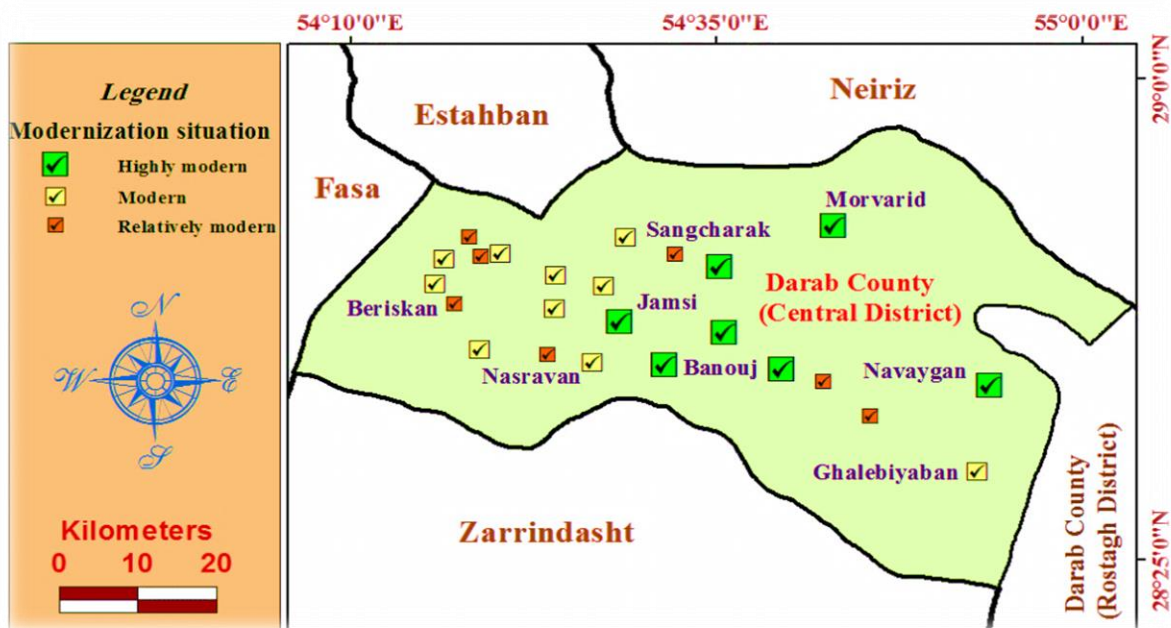 54°10'0"E
54°35'0"E
55°0'0"E
Legend
Modernization situation
Highly modern
Modern
Relatively modern
N
W
E
S
Kilometers
0 10 20
Neiriz
29°0'0"N
Estahban
Fasa
Morvarid
Sangcharak
Darab County
(Central District)
Beriskan
Jamsi
Nasravan
Banouj
Navaygan
Ghalebiyaban
Zarrindasht
Darab County
(Rostagh District)
28°25'0"N